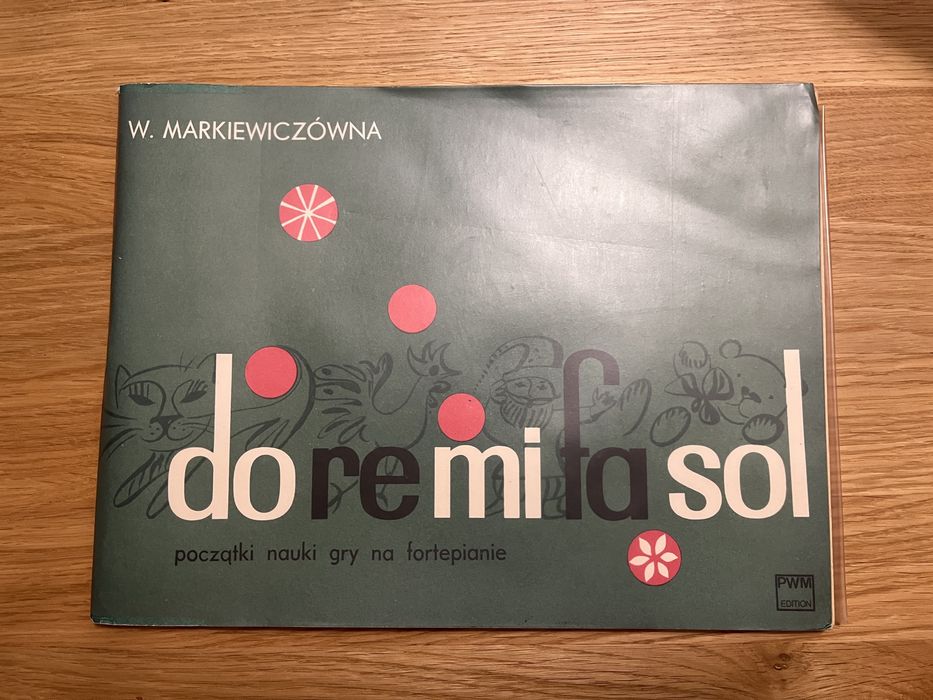 W. MARKIEWICZÓWNA
do re mi fa sol
początki nauki gry na fortepianie
PWM
EDITION